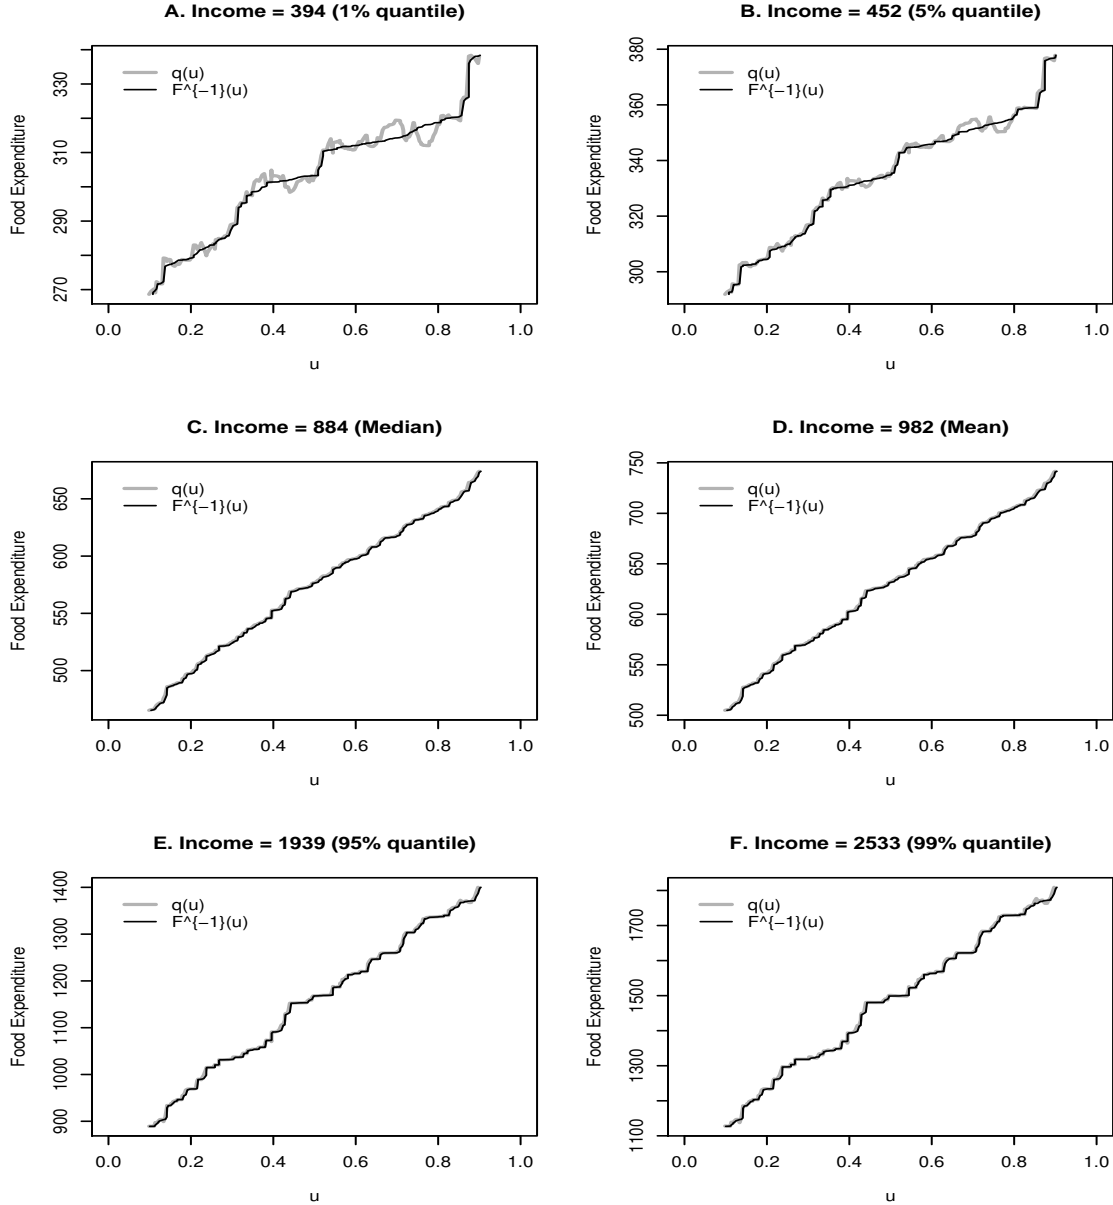 A. Income = 394 (1% quantile)
q(u)
F^{−1}(u)
Food Expenditure
270 290 310 330
0.0 0.2 0.4 0.6 0.8 1.0
u
B. Income = 452 (5% quantile)
q(u)
F^{−1}(u)
Food Expenditure
300 320 340 360 380
0.0 0.2 0.4 0.6 0.8 1.0
u
C. Income = 884 (Median)
q(u)
F^{−1}(u)
Food Expenditure
500 550 600 650
0.0 0.2 0.4 0.6 0.8 1.0
u
D. Income = 982 (Mean)
q(u)
F^{−1}(u)
Food Expenditure
500 550 600 650 700 750
0.0 0.2 0.4 0.6 0.8 1.0
u
E. Income = 1939 (95% quantile)
q(u)
F^{−1}(u)
Food Expenditure
900 1000 1100 1200 1300 1400
0.0 0.2 0.4 0.6 0.8 1.0
u
F. Income = 2533 (99% quantile)
q(u)
F^{−1}(u)
Food Expenditure
1100 1300 1500 1700
0.0 0.2 0.4 0.6 0.8 1.0
u